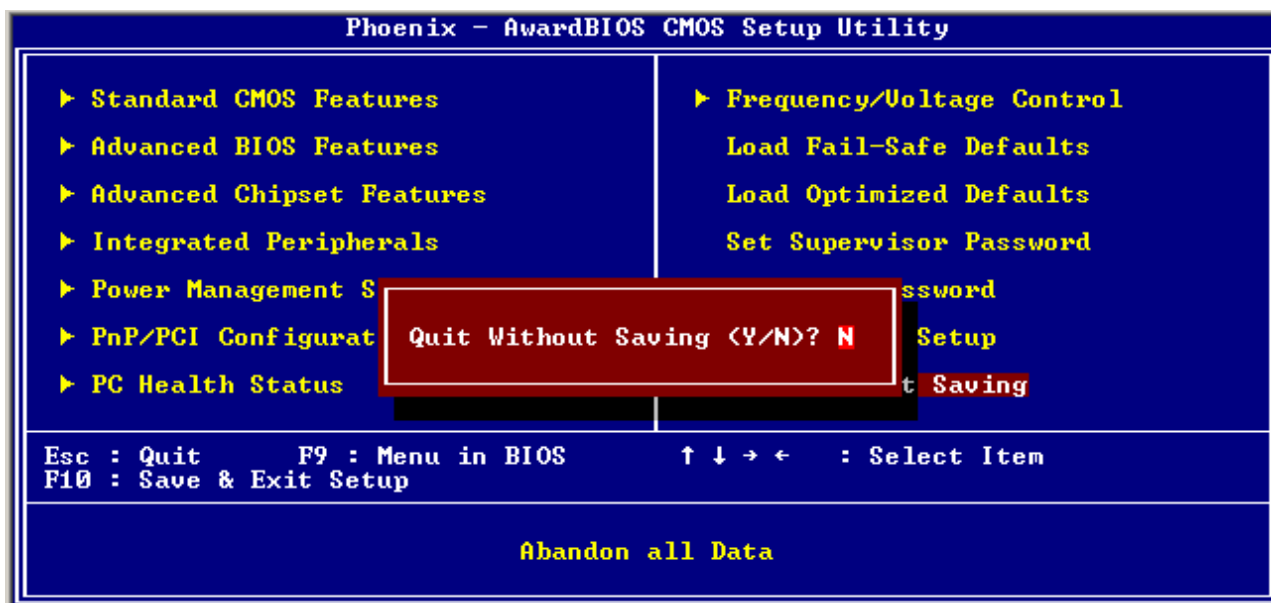 Phoenix - AwardBIOS CMOS Setup Utility
Standard CMOS Features
Advanced BIOS Features
Advanced Chipset Features
Integrated Peripherals
Power Management S
PnP/PCI Configurat
PC Health Status
Frequency/Voltage Control
Load Fail-Safe Defaults
Load Optimized Defaults
Set Supervisor Password
ssword
Setup
t Saving
Quit Without Saving (Y/N)? N
Esc : Quit F9 : Menu in BIOS ↑ ↓ → ← : Select Item
F10 : Save & Exit Setup
Abandon all Data